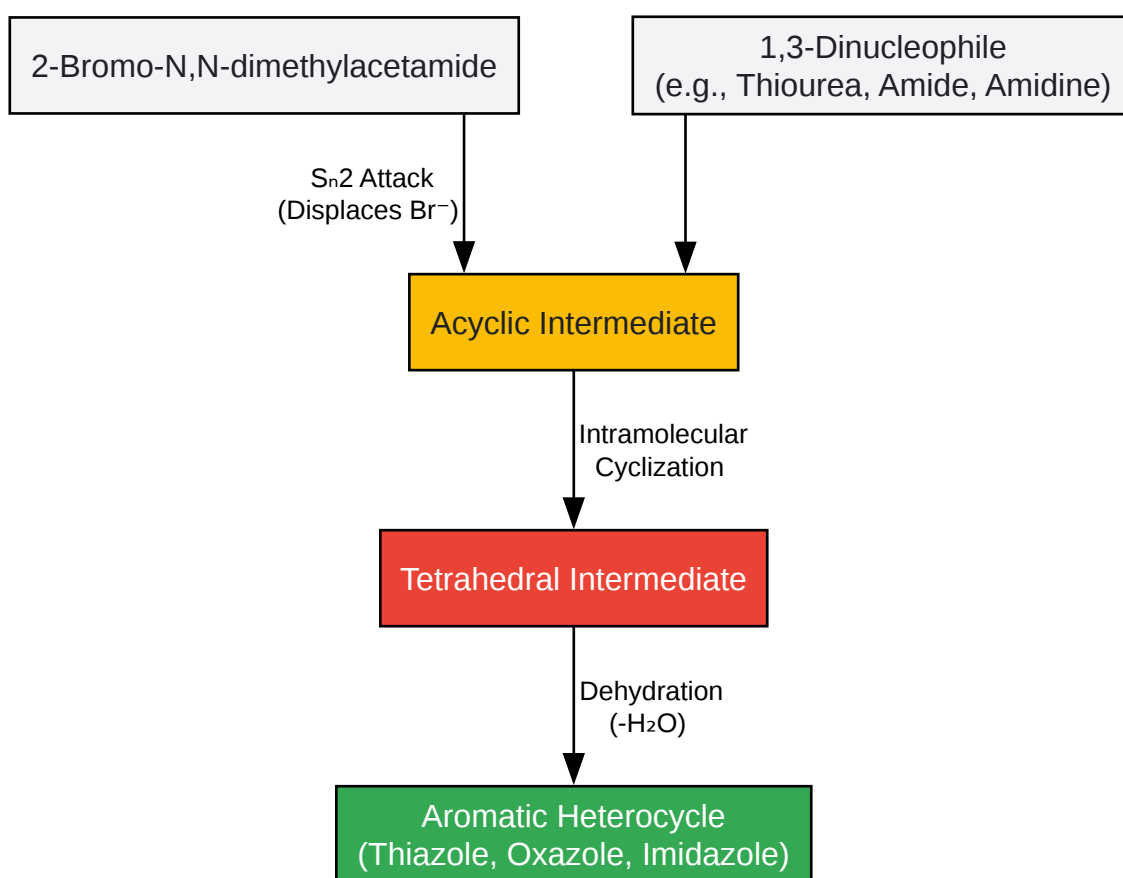 2-Bromo-N,N-dimethylacetamide
1,3-Dinucleophile
(e.g., Thiourea, Amide, Amidine)
Sₙ2 Attack
(Displaces Br⁻)
Acyclic Intermediate
Intramolecular
Cyclization
Tetrahedral Intermediate
Dehydration
(-H₂O)
Aromatic Heterocycle
(Thiazole, Oxazole, Imidazole)